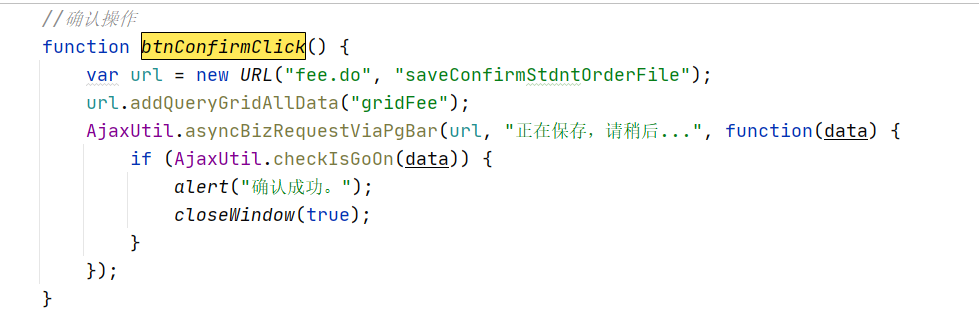 //确认操作
function btnConfirmClick() {
var url = new URL("fee.do", "saveConfirmStdntOrderFile");
url.addQueryGridAllData("gridFee");
AjaxUtil.asyncBizRequestViaPgBar(url, "正在保存，请稍后...", function(data) {
if (AjaxUtil.checkIsGoOn(data)) {
alert("确认成功。");
closeWindow(true);
}
});
}